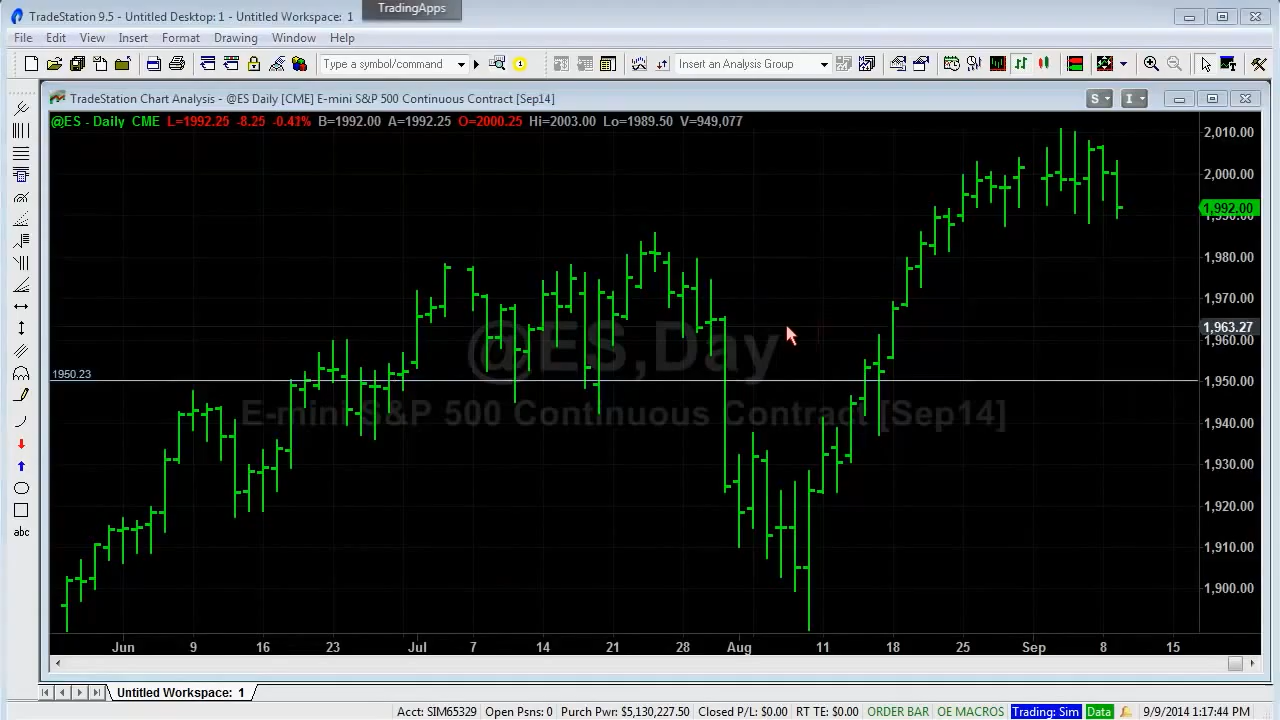 TradeStation 9.5 - Untitled Desktop: 1 - Untitled Workspace: 1
TradingApps
File Edit View Insert Format Drawing Window Help
Type a symbol/command
Insert an Analysis Group
TradeStation Chart Analysis - @ES Daily [CME] E-mini S&P 500 Continuous Contract [Sep14]
S I
@ES - Daily CME L=1992.25 -8.25 -0.41% B=1992.00 A=1992.25 O=2000.25 Hi=2003.00 Lo=1989.50 V=949,077
2,010.00
2,000.00
1,992.00
1,990.00
1,980.00
1,970.00
1,963.27
1,960.00
@ES,Day
1950.23
1,950.00
E-mini S&P 500 Continuous Contract [Sep14]
1,940.00
1,930.00
1,920.00
1,910.00
1,900.00
abc
Jun 9 16 23 Jul 7 14 21 28 Aug 11 18 25 Sep 8 15
Untitled Workspace: 1
Acct: SIM65329 Open Psns: 0 Purch Pwr: $5,130,227.50 Closed P/L: $0.00 RT TE: $0.00 ORDER BAR OE MACROS Trading: Sim Data 9/9/2014 1:17:44 PM